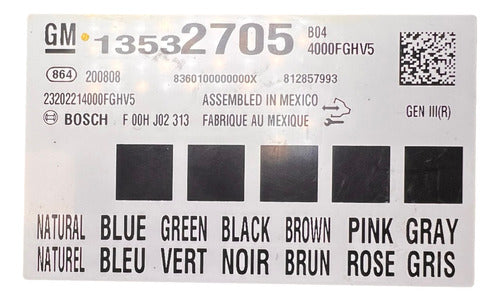 GM 13532705 B04
4000FGHV5
864 200808 8360100000000X 812857993
23202214000FGHV5 ASSEMBLED IN MEXICO
BOSCH F 00H J02 313 FABRIQUE AU MEXIQUE GEN III(R)
NATURAL BLUE GREEN BLACK BROWN PINK GRAY
NATUREL BLEU VERT NOIR BRUN ROSE GRIS